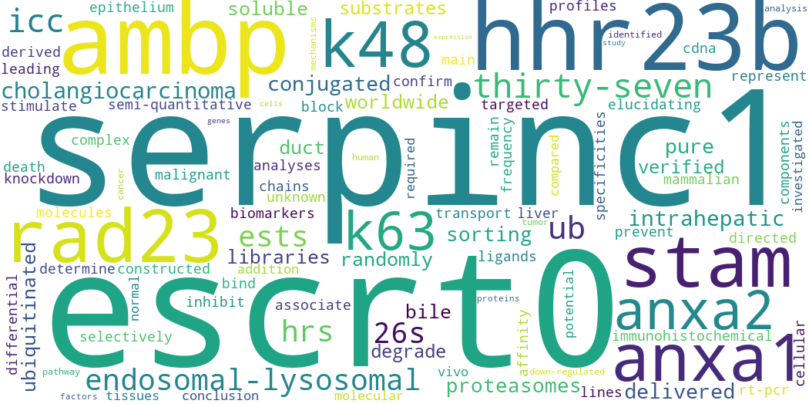 epithelium
soluble
substrates
profiles
analysis
icc
ambp
k48
mechanisms
expression
main
hhr23b
identified
study
cdna
derived
leading
cholangiocarcinoma
conjugated
confirm
thirty-seven
represent
stimulate
semi-quantitative
cells
block
worldwide
targeted
elucidating
genes
serpinc1
complex
duct
human
required
remain
frequency
compared
specificities
pure
components
investigated
death
knockdown
cancer
malignant
analyses
chains
unknown
verified
mammalian
molecules
biomarkers
transport
liver
tumor
intrahepatic
rad23
ests
k63
sorting
ub
prevent
directed
ubiquitinated
determine
constructed
libraries
randomly
ligands
addition
stam
differential
normal
bind
escrt0
inhibit
associate
proteins
potential
anxa2
selectively
hrs
26s
bile
affinity
immunohistochemical
degrade
anxa1
cellular
pathway
endosomal-lysosomal
vivo
down-regulated
proteasomes
lines
delivered
rt-pcr
factors
tissues
conclusion
molecular